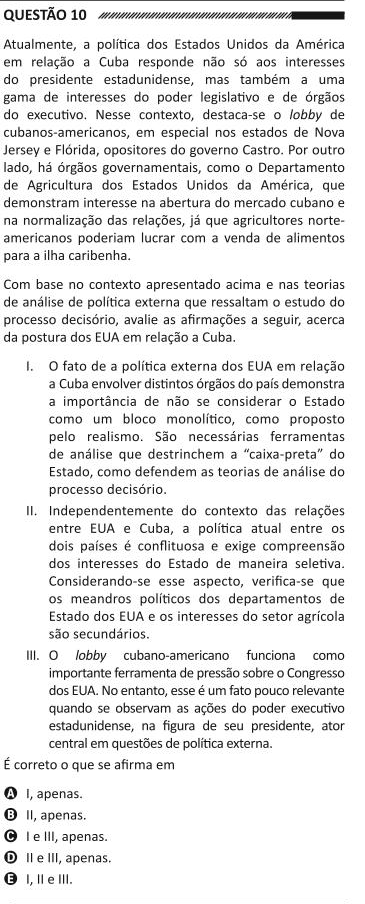 QUESTÃO 10
Atualmente, a política dos Estados Unidos da América
em relação a Cuba responde não só aos interesses
do presidente estadunidense, mas também a uma
gama de interesses do poder legislativo e de órgãos
do executivo. Nesse contexto, destaca-se o lobby de
cubanos-americanos, em especial nos estados de Nova
Jersey e Flórida, opositores do governo Castro. Por outro
lado, há órgãos governamentais, como o Departamento
de Agricultura dos Estados Unidos da América, que
demonstram interesse na abertura do mercado cubano e
na normalização das relações, já que agricultores norte-
americanos poderiam lucrar com a venda de alimentos
para a ilha caribenha.
Com base no contexto apresentado acima e nas teorias
de análise de política externa que ressaltam o estudo do
processo decisório, avalie as afirmações a seguir, acerca
da postura dos EUA em relação a Cuba.
I. O fato de a política externa dos EUA em relação
a Cuba envolver distintos órgãos do país demonstra
a importância de não se considerar o Estado
como um bloco monolítico, como proposto
pelo realismo. São necessárias ferramentas
de análise que destrinchem a “caixa-preta” do
Estado, como defendem as teorias de análise do
processo decisório.
II. Independentemente do contexto das relações
entre EUA e Cuba, a política atual entre os
dois países é conflituosa e exige compreensão
dos interesses do Estado de maneira seletiva.
Considerando-se esse aspecto, verifica-se que
os meandros políticos dos departamentos de
Estado dos EUA e os interesses do setor agrícola
são secundários.
III. O lobby cubano-americano funciona como
importante ferramenta de pressão sobre o Congresso
dos EUA. No entanto, esse é um fato pouco relevante
quando se observam as ações do poder executivo
estadunidense, na figura de seu presidente, ator
central em questões de política externa.
É correto o que se afirma em
A I, apenas.
B II, apenas.
C I e III, apenas.
D II e III, apenas.
E I, II e III.